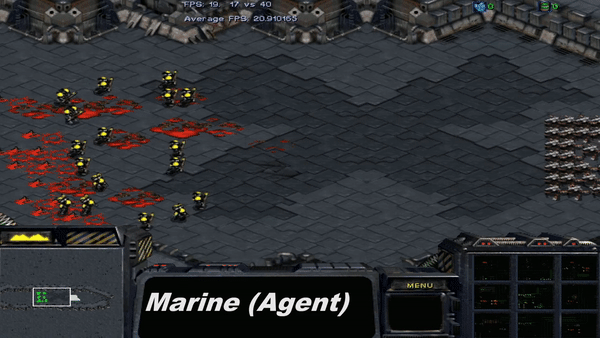 FPS: 19, 17 vs 40
Average FPS: 20.910165
0 0
MENU
Marine (Agent)